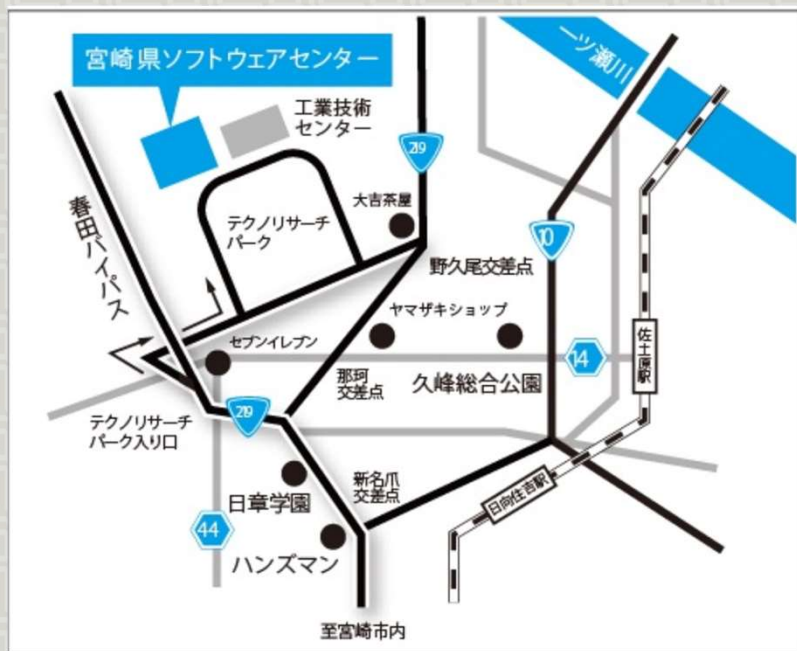 宮崎県ソフトウェアセンター
一ツ瀬川
工業技術
センター
219
大吉茶屋
春田バイパス
テクノリサーチ
パーク
10
野久尾交差点
ヤマザキショップ
セブンイレブン
佐土原駅
14
那珂
交差点
久峰総合公園
テクノリサーチ
パーク入り口
219
新名爪
交差点
日章学園
日向住吉駅
44
ハンズマン
至宮崎市内